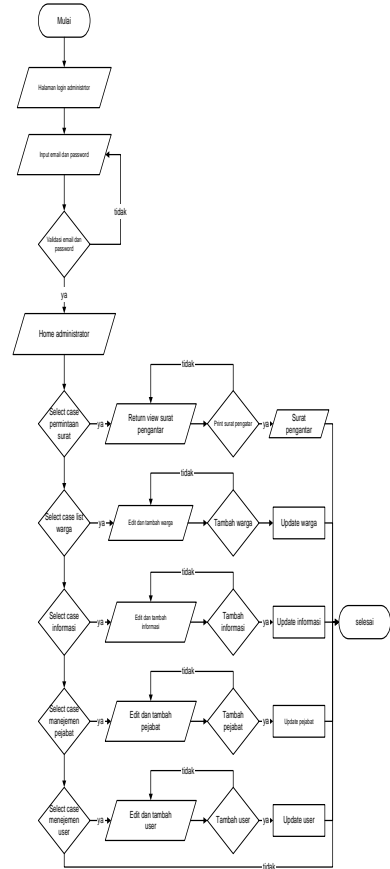 Mulai
Halaman login administrtor
Input email dan password
tidak
Validasi email dan
password
ya
Home administrator
tidak
Select case
permintaan
surat
ya
Return view surat
pengantar
Print surat pengatar
ya
Surat
pengantar
tidak
Select case list
warga
ya
Edit dan tambah warga
Tambah warga
ya
Update warga
tidak
Select case
informasi
ya
Edit dan tambah
informasi
Tambah
informasi
ya
Update informasi
selesai
tidak
Select case
manejemen
pejabat
ya
Edit dan tambah
pejabat
Tambah
pejabat
ya
Update pejabat
tidak
Select case
menejemen
user
ya
Edit dan tambah
user
Tambah user
ya
Update user
tidak